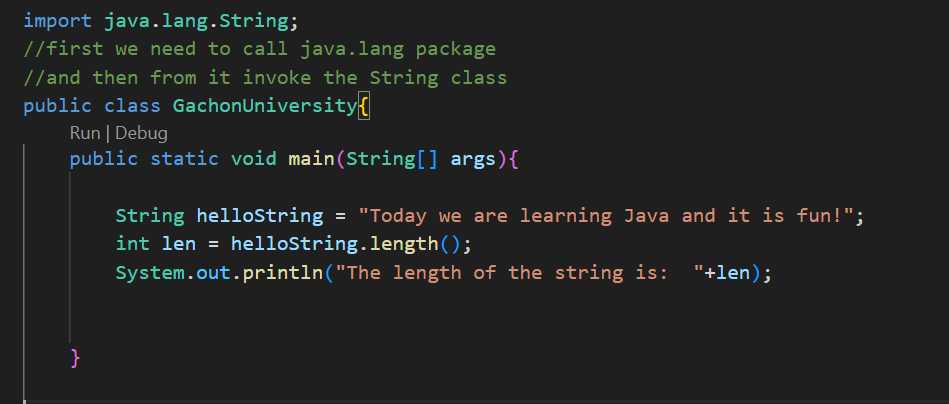 import java.lang.String;
//first we need to call java.lang package
//and then from it invoke the String class
public class GachonUniversity{
Run | Debug
public static void main(String[] args){
String helloString = "Today we are learning Java and it is fun!";
int len = helloString.length();
System.out.println("The length of the string is:  "+len);
}